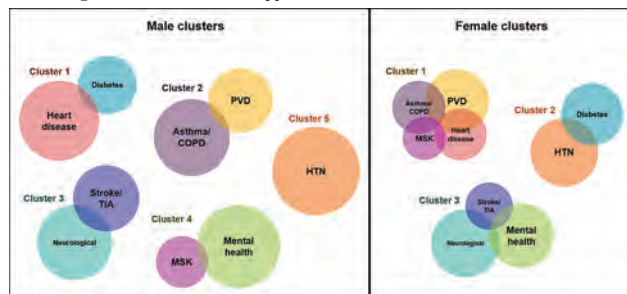 Male clusters
Cluster 1
Diabetes
Heart
disease
Cluster 2
PVD
Asthma/
COPD
Cluster 5
HTN
Cluster 3
Stroke/
TIA
Neurological
Cluster 4
MSK
Mental
health
Female clusters
Cluster 1
Asthma/
COPD
PVD
MSK
Heart
disease
Cluster 2
Diabetes
HTN
Cluster 3
Stroke/
TIA
Neurological
Mental
health